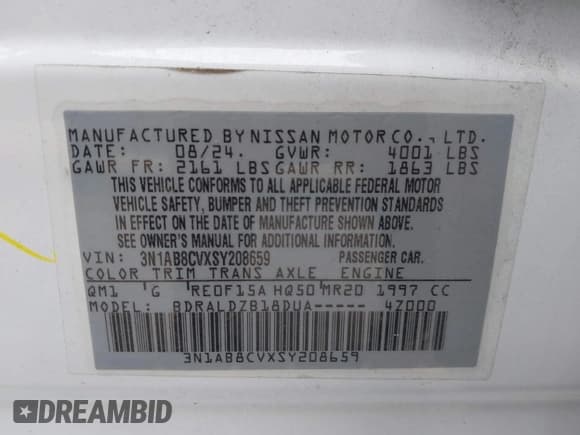 MANUFACTURED BY NISSAN MOTOR CO., LTD.
DATE: 08/24. GVWR: 4001 LBS
GAWR FR: 2161 LBS GAWR RR: 1863 LBS
THIS VEHICLE CONFORMS TO ALL APPLICABLE FEDERAL MOTOR
VEHICLE SAFETY, BUMPER AND THEFT PREVENTION STANDARDS
IN EFFECT ON THE DATE OF MANUFACTURE SHOWN ABOVE.
SEE OWNER'S MANUAL FOR ADDITIONAL INFORMATION.
VIN: 3N1AB8CVXSY208659 PASSENGER CAR.
COLOR TRIM TRANS AXLE ENGINE
QM1 G RE0F15A HQ50 MR20 1997 CC
MODEL: BDRALDZB18DUA----- 4Z000
3N1AB8CVXSY208659
DREAMBID